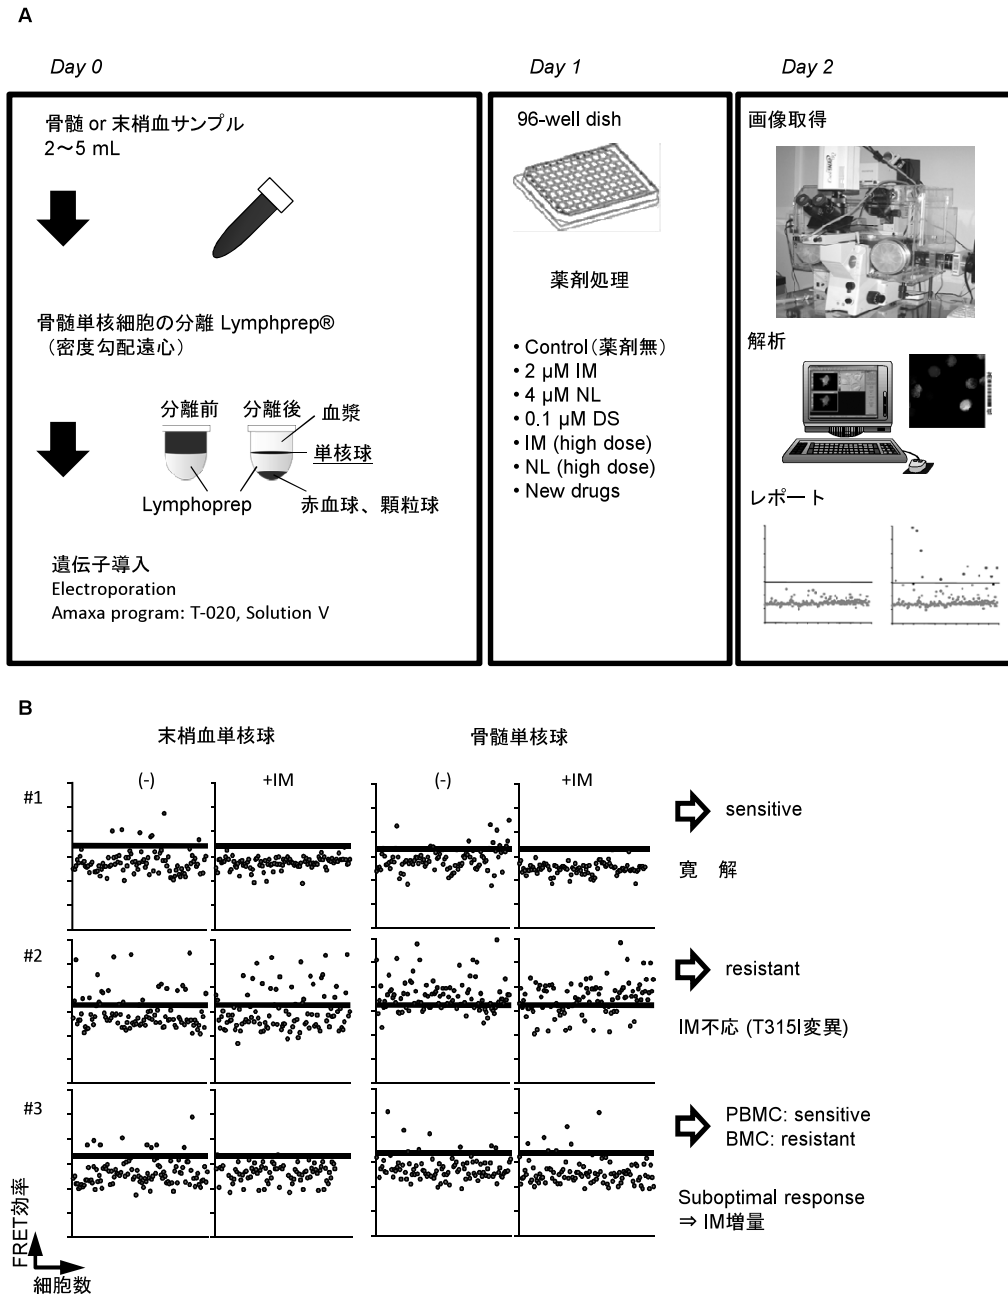 A
Day 0
骨髄 or 末梢血サンプル
2〜5 mL
骨髄単核細胞の分離 Lymphprep®
（密度勾配遠心）
分離前
分離後
血漿
単核球
Lymphoprep
赤血球、顆粒球
遺伝子導入
Electroporation
Amaxa program: T-020, Solution V
Day 1
96-well dish
薬剤処理
• Control（薬剤無）
• 2 µM IM
• 4 µM NL
• 0.1 µM DS
• IM (high dose)
• NL (high dose)
• New drugs
Day 2
画像取得
解析
レポート
B
末梢血単核球
骨髄単核球
(-)
+IM
(-)
+IM
#1
sensitive
寛　解
#2
resistant
IM不応 (T315I変異)
#3
PBMC: sensitive
BMC: resistant
Suboptimal response
⇒ IM増量
FRET効率
細胞数